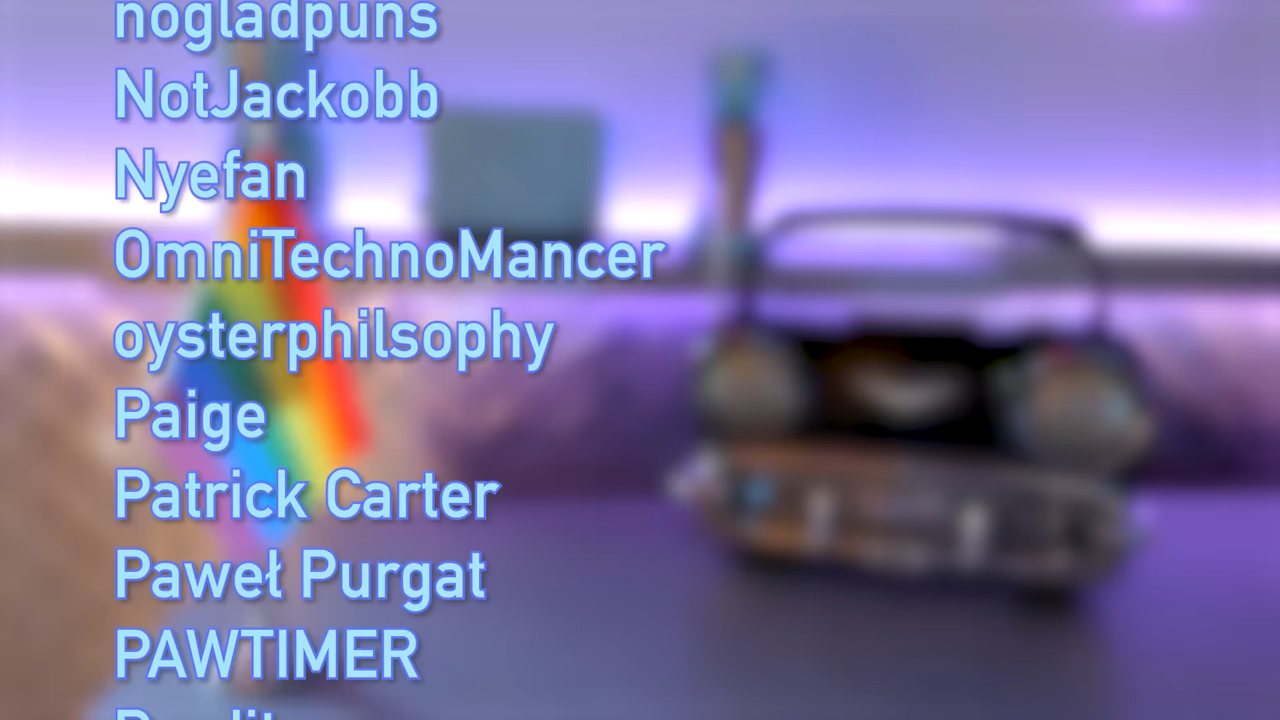 nogladpuns
NotJackobb
Nyefan
OmniTechnoMancer
oysterphilsophy
Paige
Patrick Carter
Paweł Purgat
PAWTIMER